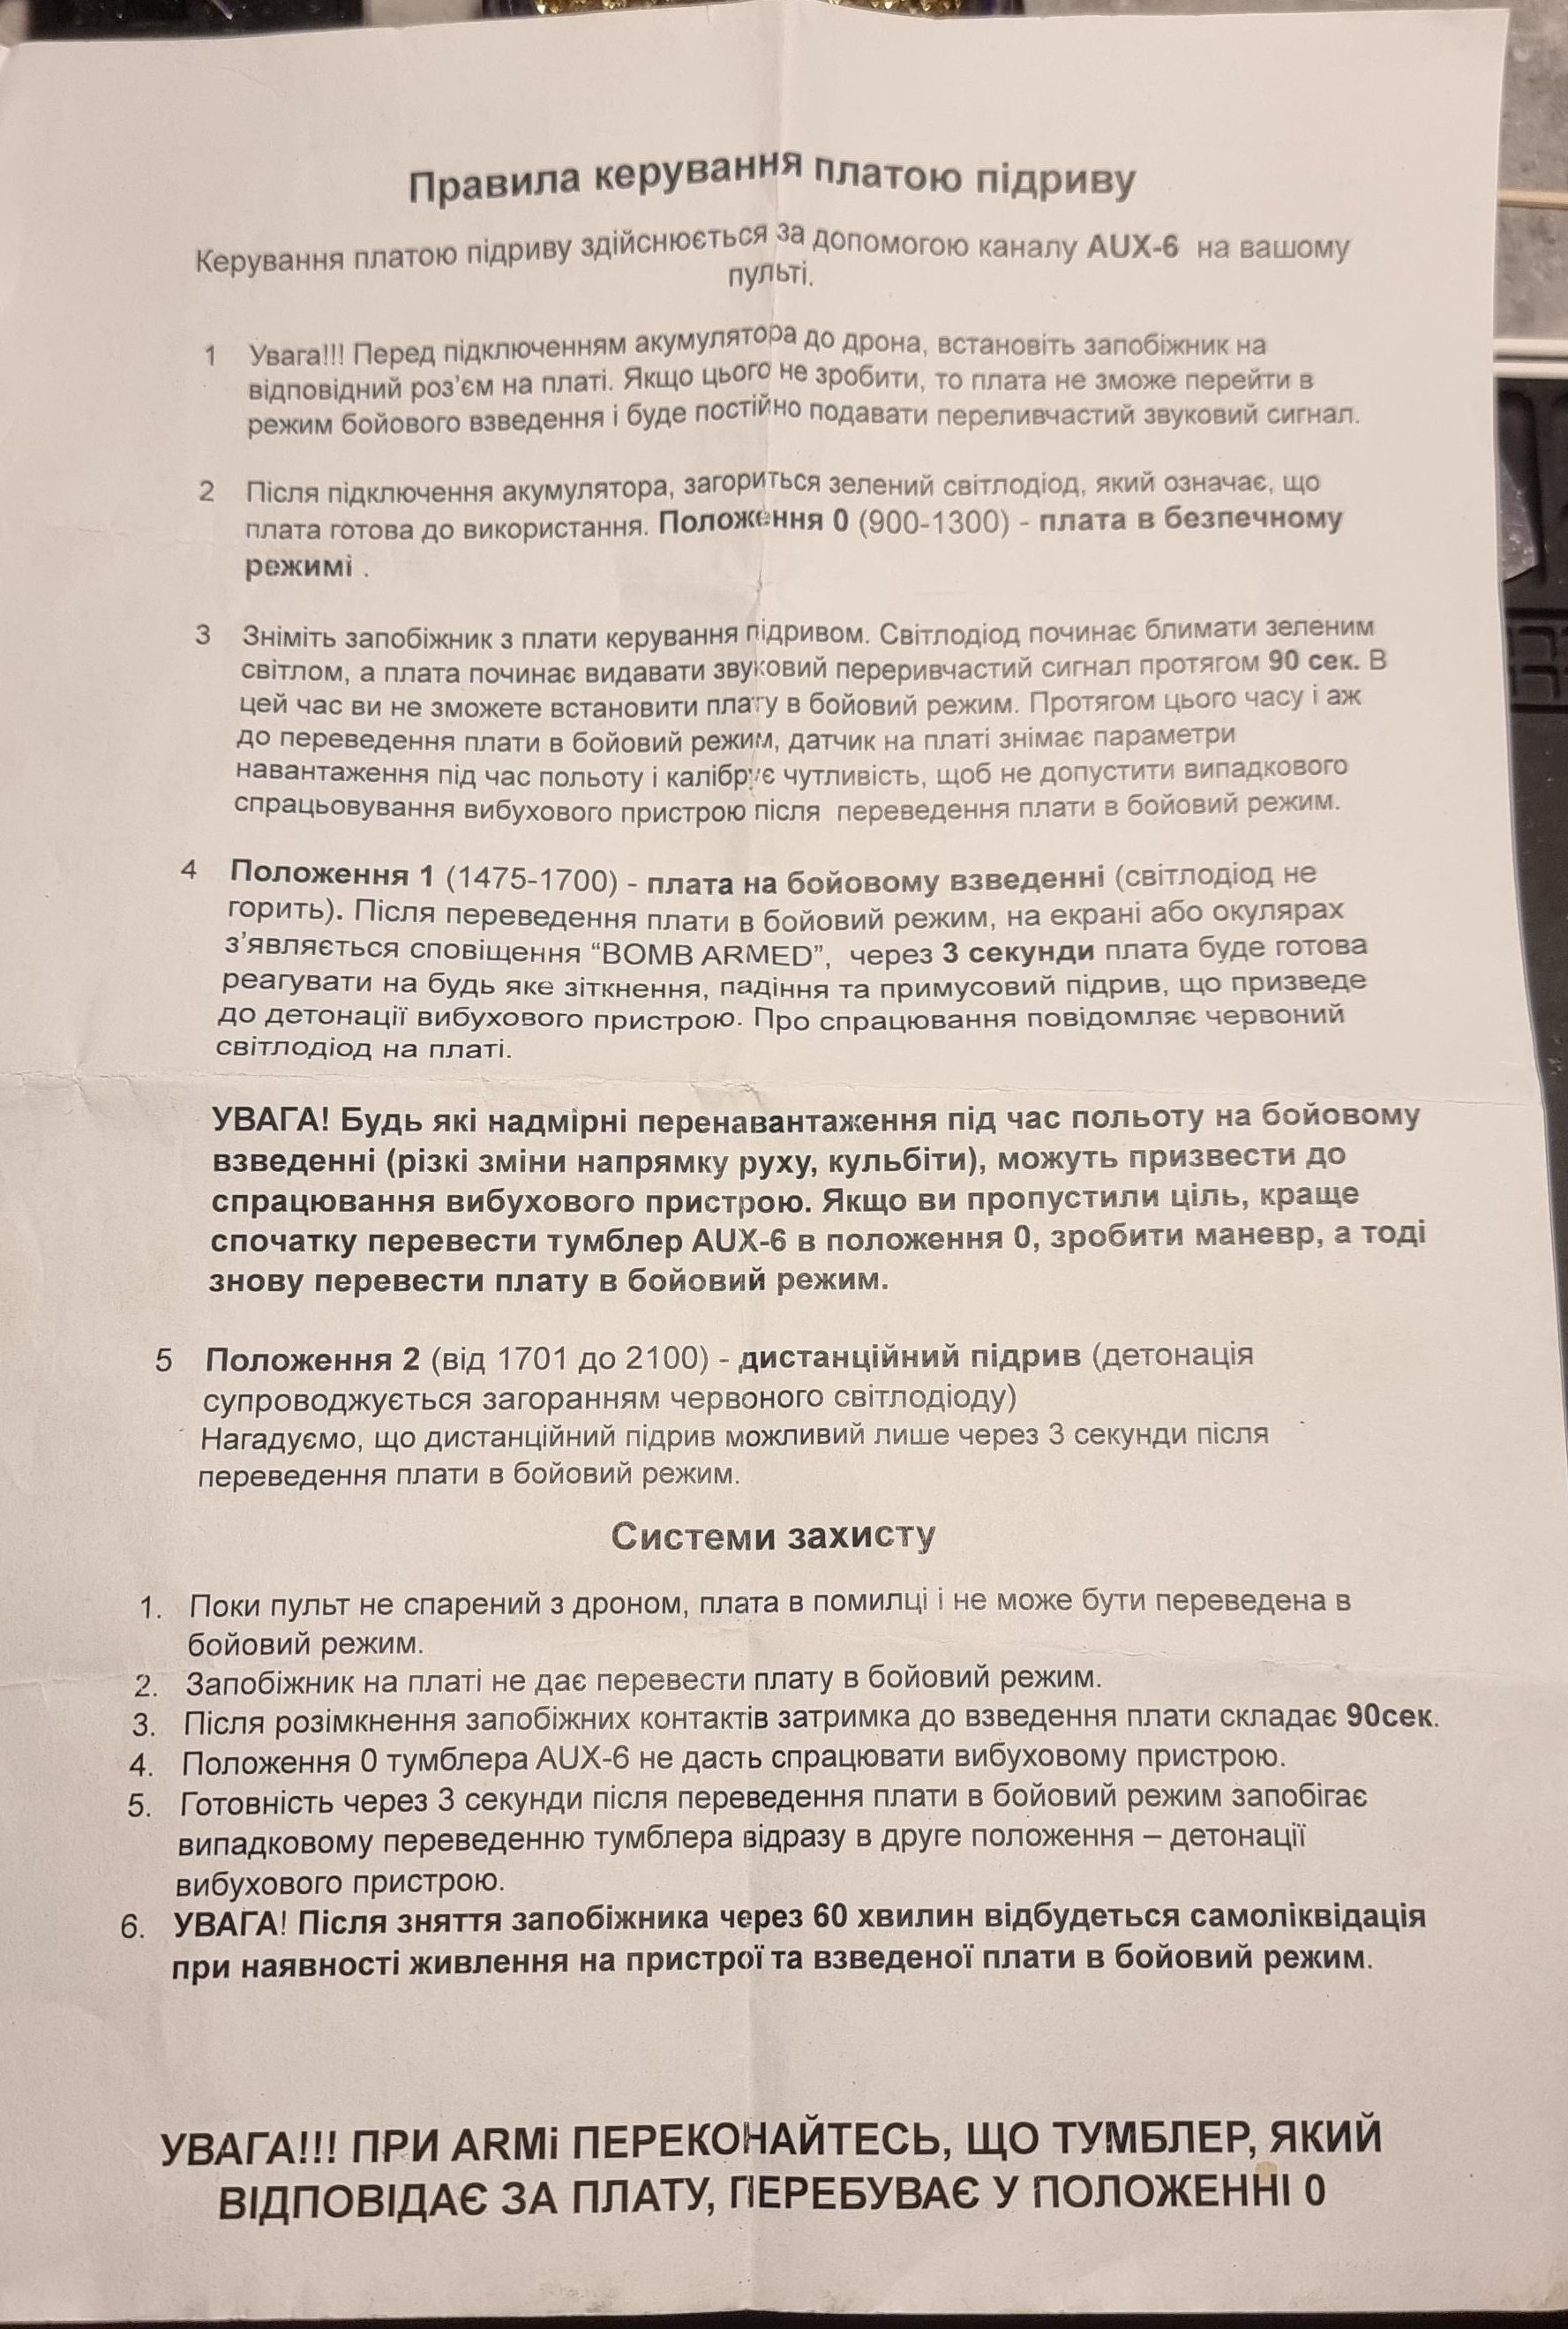 Правила керування платою підриву
Керування платою підриву здійснюється за допомогою каналу AUX-6 на вашому
пульті.
1 Увага!!! Перед підключенням акумулятора до дрона, встановіть запобіжник на
відповідний роз’єм на платі. Якщо цього не зробити, то плата не зможе перейти в
режим бойового взведення і буде постійно подавати переливчастий звуковий сигнал.
2 Після підключення акумулятора, загориться зелений світлодіод, який означає, що
плата готова до використання. Положення 0 (900-1300) - плата в безпечному
режимі .
3 Зніміть запобіжник з плати керування підривом. Світлодіод починає блимати зеленим
світлом, а плата починає видавати звуковий переривчастий сигнал протягом 90 сек. В
цей час ви не зможете встановити плату в бойовий режим. Протягом цього часу і аж
до переведення плати в бойовий режим, датчик на платі знімає параметри
навантаження під час польоту і калібрує чутливість, щоб не допустити випадкового
спрацьовування вибухового пристрою після переведення плати в бойовий режим.
4 Положення 1 (1475-1700) - плата на бойовому взведенні (світлодіод не
горить). Після переведення плати в бойовий режим, на екрані або окулярах
з’являється сповіщення “BOMB ARMED”, через 3 секунди плата буде готова
реагувати на будь яке зіткнення, падіння та примусовий підрив, що призведе
до детонації вибухового пристрою. Про спрацювання повідомляє червоний
світлодіод на платі.
УВАГА! Будь які надмірні перенавантаження під час польоту на бойовому
взведенні (різкі зміни напрямку руху, кульбіти), можуть призвести до
спрацювання вибухового пристрою. Якщо ви пропустили ціль, краще
спочатку перевести тумблер AUX-6 в положення 0, зробити маневр, а тоді
знову перевести плату в бойовий режим.
5 Положення 2 (від 1701 до 2100) - дистанційний підрив (детонація
супроводжується загоранням червоного світлодіоду)
Нагадуємо, що дистанційний підрив можливий лише через 3 секунди після
переведення плати в бойовий режим.
Системи захисту
1. Поки пульт не спарений з дроном, плата в помилці і не може бути переведена в
бойовий режим.
2. Запобіжник на платі не дає перевести плату в бойовий режим.
3. Після розімкнення запобіжних контактів затримка до взведення плати складає 90сек.
4. Положення 0 тумблера AUX-6 не дасть спрацювати вибуховому пристрою.
5. Готовність через 3 секунди після переведення плати в бойовий режим запобігає
випадковому переведенню тумблера відразу в друге положення – детонації
вибухового пристрою.
6. УВАГА! Після зняття запобіжника через 60 хвилин відбудеться самоліквідація
при наявності живлення на пристрої та взведеної плати в бойовий режим.
УВАГА!!! ПРИ ARMi ПЕРЕКОНАЙТЕСЬ, ЩО ТУМБЛЕР, ЯКИЙ
ВІДПОВІДАЄ ЗА ПЛАТУ, ПЕРЕБУВАЄ У ПОЛОЖЕННІ 0